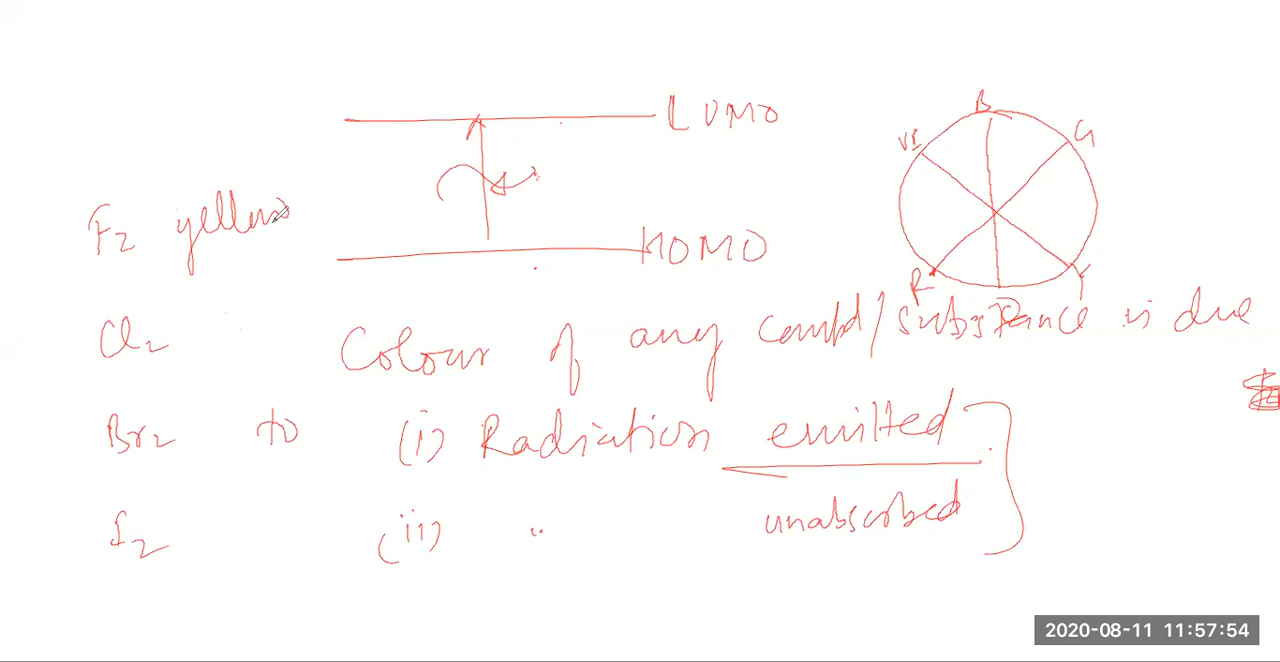 LUMO
B
G
VI
F2 yellow
HOMO
R
Y
Cl2 Colour of any compd/substance is due
Br2 to (i) Radiation emitted
I2 (ii) " unabsorbed
2020-08-11 11:57:54